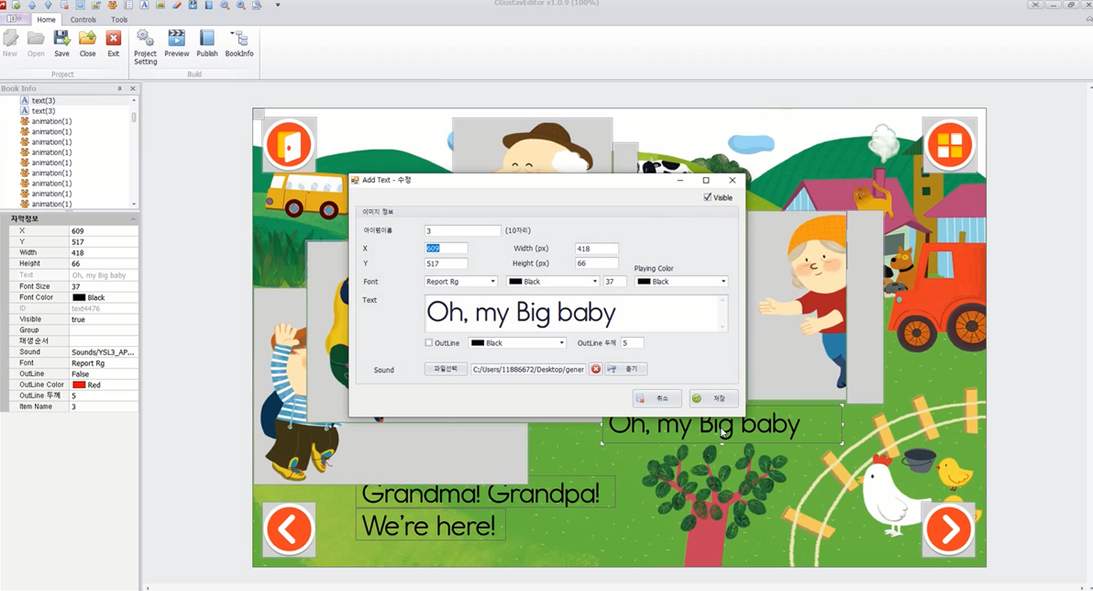 CGustavEditor v1.0.9 (100%)
Home Controls Tools
New Open Save Close Exit Project Setting Preview Publish BookInfo
Project Build
Book Info
text(3)
text(3)
animation(1)
animation(1)
animation(1)
animation(1)
animation(1)
animation(1)
animation(1)
animation(1)
animation(1)
자막정보
X 609
Y 517
Width 418
Height 66
Text Oh, my Big baby
Font Size 37
Font Color Black
ID text4476
Visible true
Group
재생순서
Sound Sounds/YSL3_AP...
Font Report Rg
OutLine False
OutLine Color Red
OutLine 두께 5
Item Name 3
Add Text - 수정
Visible
이미지 정보
아이템이름 3 (10자리)
X 609 Width (px) 418
Y 517 Height (px) 66
Playing Color
Font Report Rg Black 37 Black
Text Oh, my Big baby
OutLine Black OutLine 두께 5
Sound 파일선택 C:/Users/11886672/Desktop/gener 듣기
취소 저장
Oh, my Big baby
Grandma! Grandpa!
We're here!